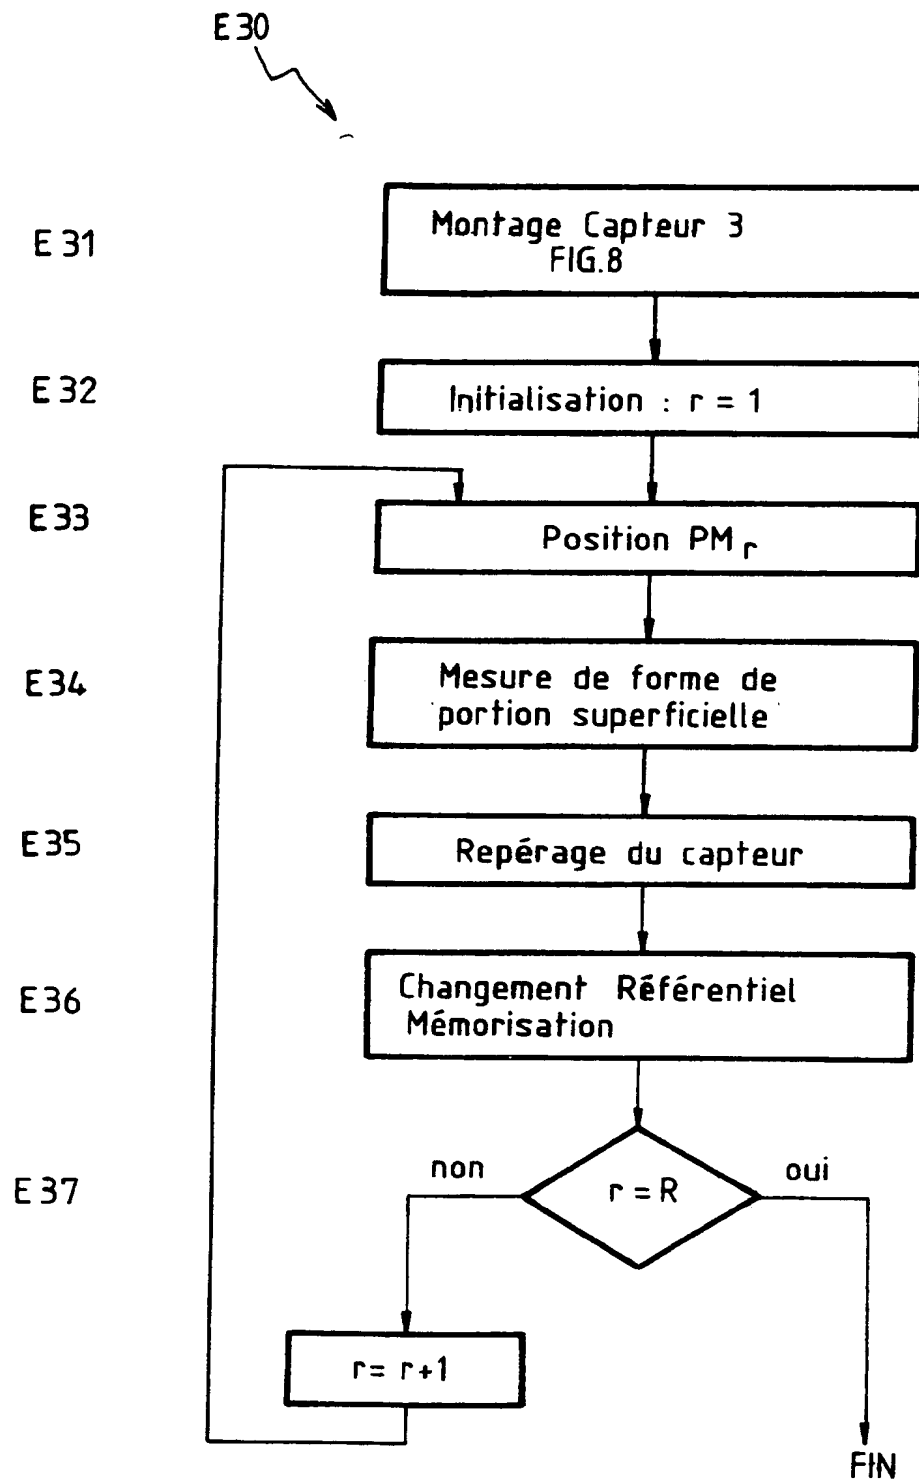 E30
E31
Montage Capteur 3
FIG.8
E32
Initialisation : r = 1
E33
Position PMr
E34
Mesure de forme de
portion superficielle
E35
Repérage du capteur
E36
Changement Référentiel
Mémorisation
E37
non
r = R
oui
r= r+1
FIN